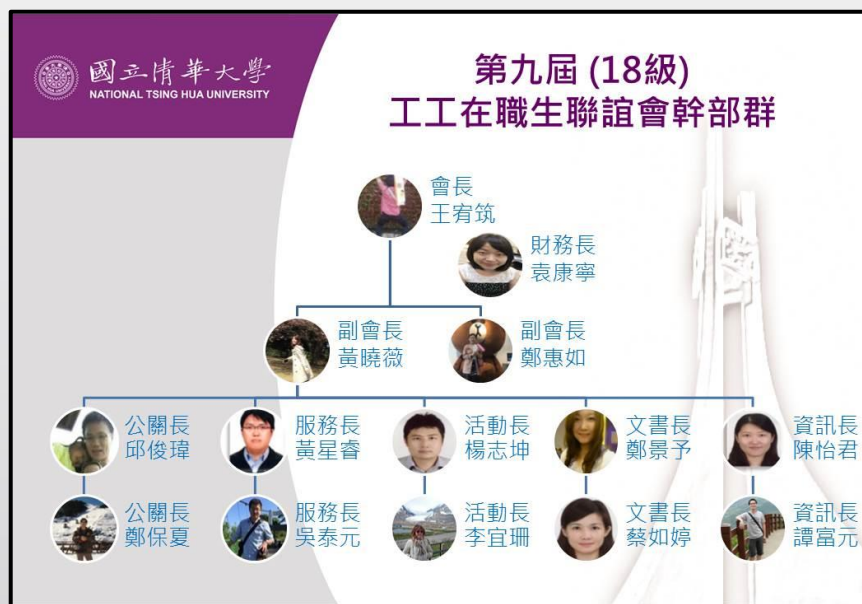 國立清華大學
NATIONAL TSING HUA UNIVERSITY
第九屆 (18級)
工工在職生聯誼會幹部群
會長
王宥筑
財務長
袁康寧
副會長
黃曉薇
副會長
鄭惠如
公關長
邱俊瑋
服務長
黃星睿
活動長
楊志坤
文書長
鄭景予
資訊長
陳怡君
公關長
鄭保夏
服務長
吳泰元
活動長
李宜珊
文書長
蔡如婷
資訊長
譚富元